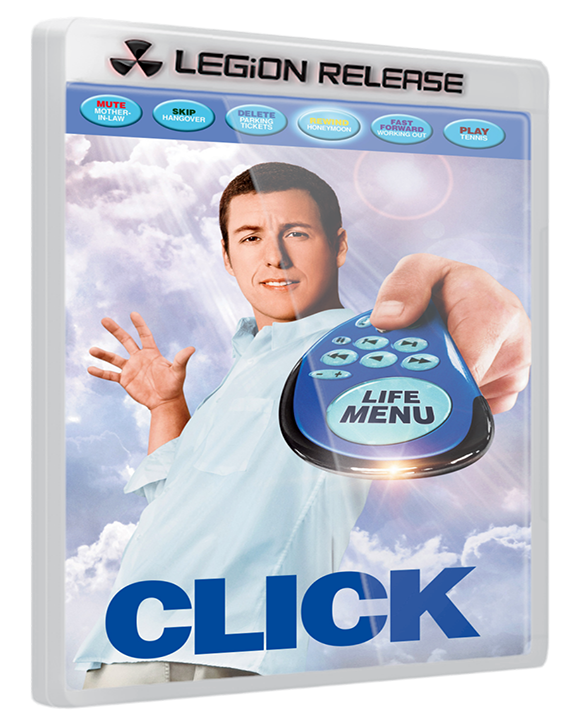 LEGiON RELEASE
MUTE
MOTHER-
IN-LAW
SKIP
HANGOVER
DELETE
PARKING
TICKETS
REWIND
HONEYMOON
FAST
FORWARD
WORKING OUT
PLAY
TENNIS
LIFE
MENU
CLICK